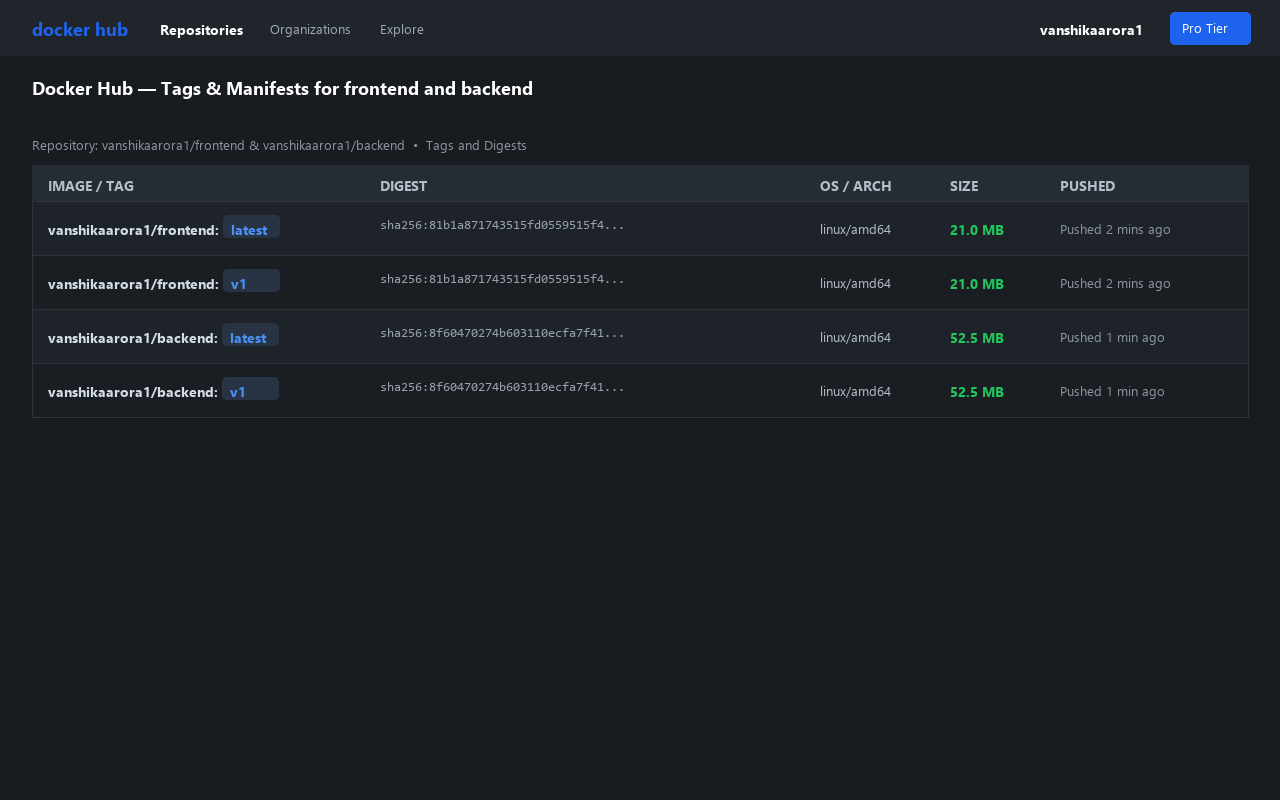 docker hub Repositories Organizations Explore vanshikaarora1 Pro Tier
Docker Hub — Tags & Manifests for frontend and backend
Repository: vanshikaarora1/frontend & vanshikaarora1/backend • Tags and Digests
IMAGE / TAG DIGEST OS / ARCH SIZE PUSHED
vanshikaarora1/frontend: latest sha256:81b1a871743515fd0559515f4... linux/amd64 21.0 MB Pushed 2 mins ago
vanshikaarora1/frontend: v1 sha256:81b1a871743515fd0559515f4... linux/amd64 21.0 MB Pushed 2 mins ago
vanshikaarora1/backend: latest sha256:8f60470274b603110ecfa7f41... linux/amd64 52.5 MB Pushed 1 min ago
vanshikaarora1/backend: v1 sha256:8f60470274b603110ecfa7f41... linux/amd64 52.5 MB Pushed 1 min ago